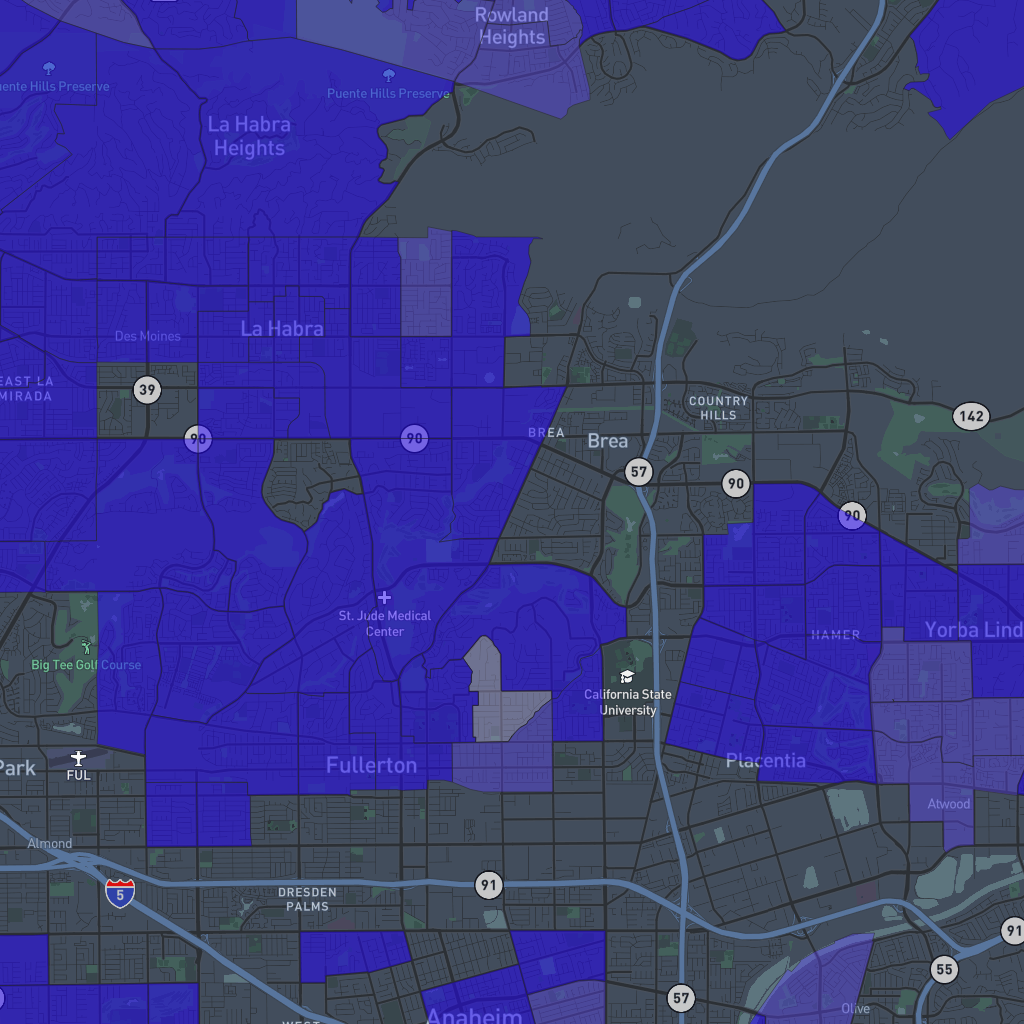 Rowland
Heights
uente Hills Preserve
Puente Hills Preserve
La Habra
Heights
Des Moines
La Habra
EAST LA
MIRADA
39
90
90
BREA
Brea
COUNTRY
HILLS
142
57
90
90
St. Jude Medical
Center
HAMER
Yorba Lind
Big Tee Golf Course
California State
University
Park
FUL
Fullerton
Placentia
Atwood
Almond
5
DRESDEN
PALMS
91
91
55
57
Olive
Anaheim
WEST